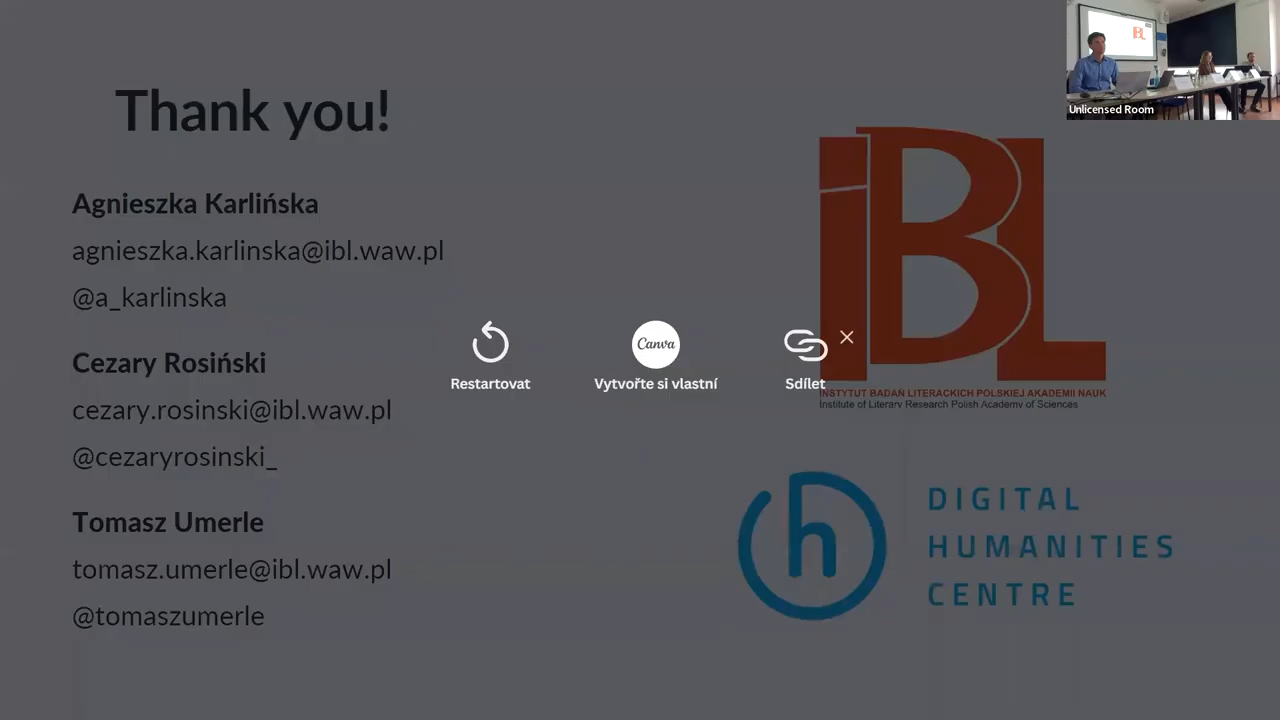 Thank you!
Agnieszka Karlińska
agnieszka.karlinska@ibl.waw.pl
@a_karlinska
Cezary Rosiński
cezary.rosinski@ibl.waw.pl
@cezaryrosinski_
Tomasz Umerle
tomasz.umerle@ibl.waw.pl
@tomaszumerle
Restartovat
Canva
Vytvořte si vlastní
Sdílet
IBL
INSTYTUT BADAŃ LITERACKICH POLSKIEJ AKADEMII NAUK
Institute of Literary Research Polish Academy of Sciences
h
DIGITAL
HUMANITIES
CENTRE
IBL
Unlicensed Room